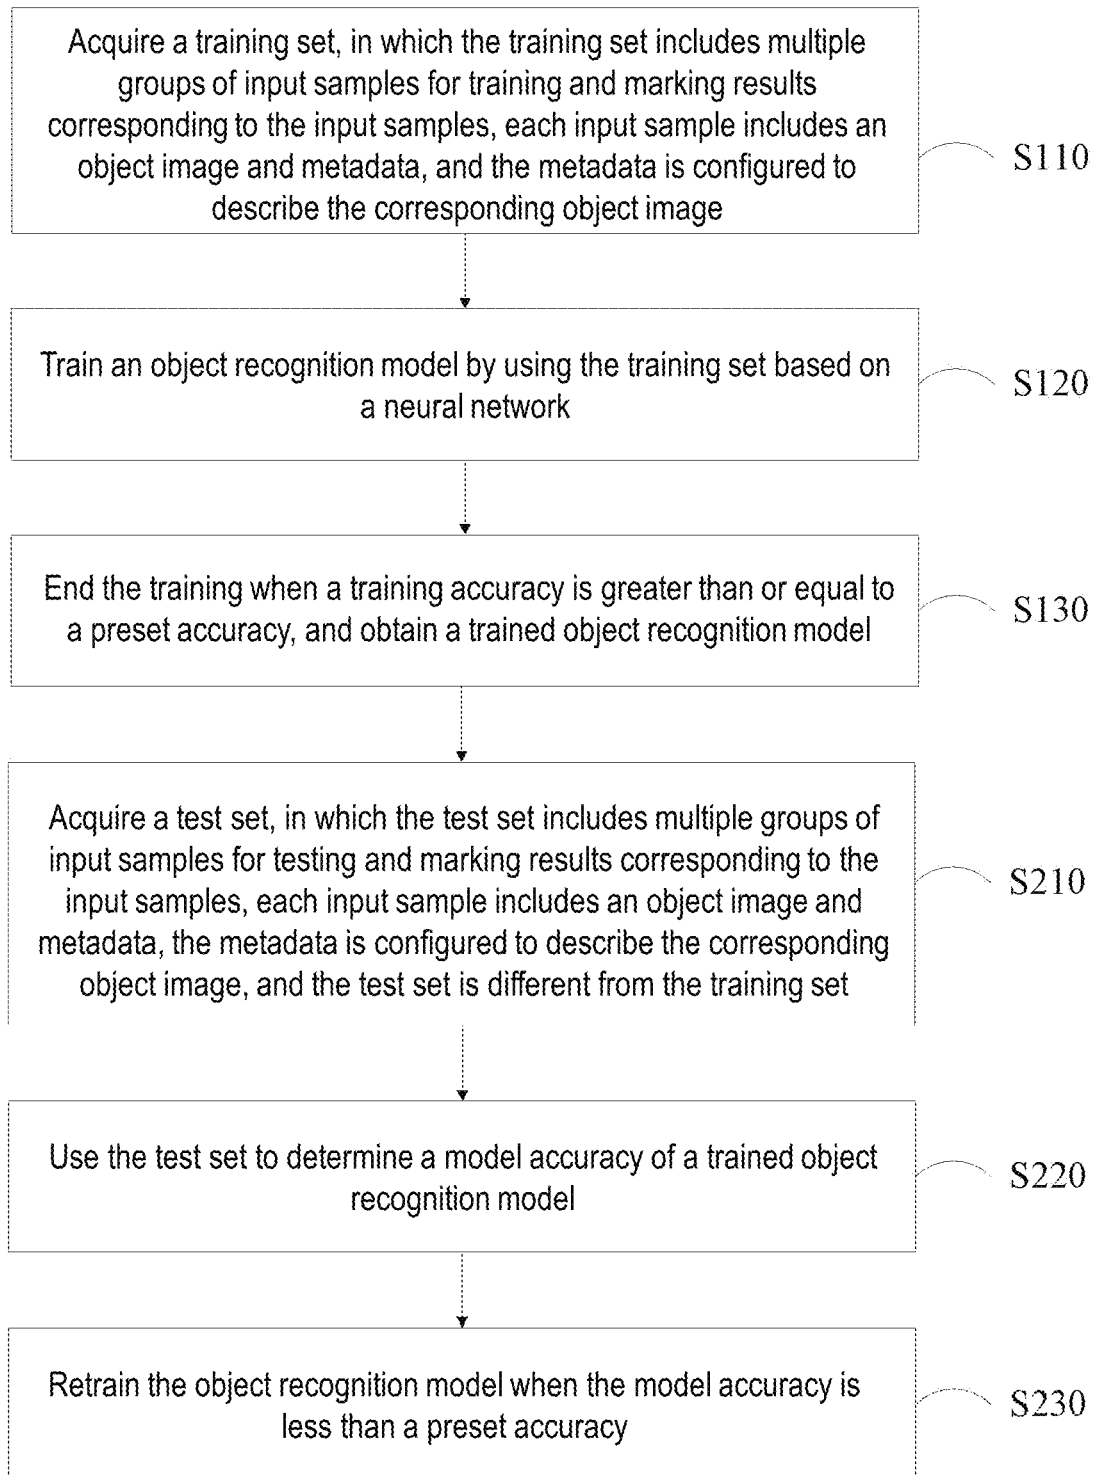 Acquire a training set, in which the training set includes multiple
groups of input samples for training and marking results
corresponding to the input samples, each input sample includes an
object image and metadata, and the metadata is configured to
describe the corresponding object image
S110
Train an object recognition model by using the training set based on
a neural network
S120
End the training when a training accuracy is greater than or equal to
a preset accuracy, and obtain a trained object recognition model
S130
Acquire a test set, in which the test set includes multiple groups of
input samples for testing and marking results corresponding to the
input samples, each input sample includes an object image and
metadata, the metadata is configured to describe the corresponding
object image, and the test set is different from the training set
S210
Use the test set to determine a model accuracy of a trained object
recognition model
S220
Retrain the object recognition model when the model accuracy is
less than a preset accuracy
S230